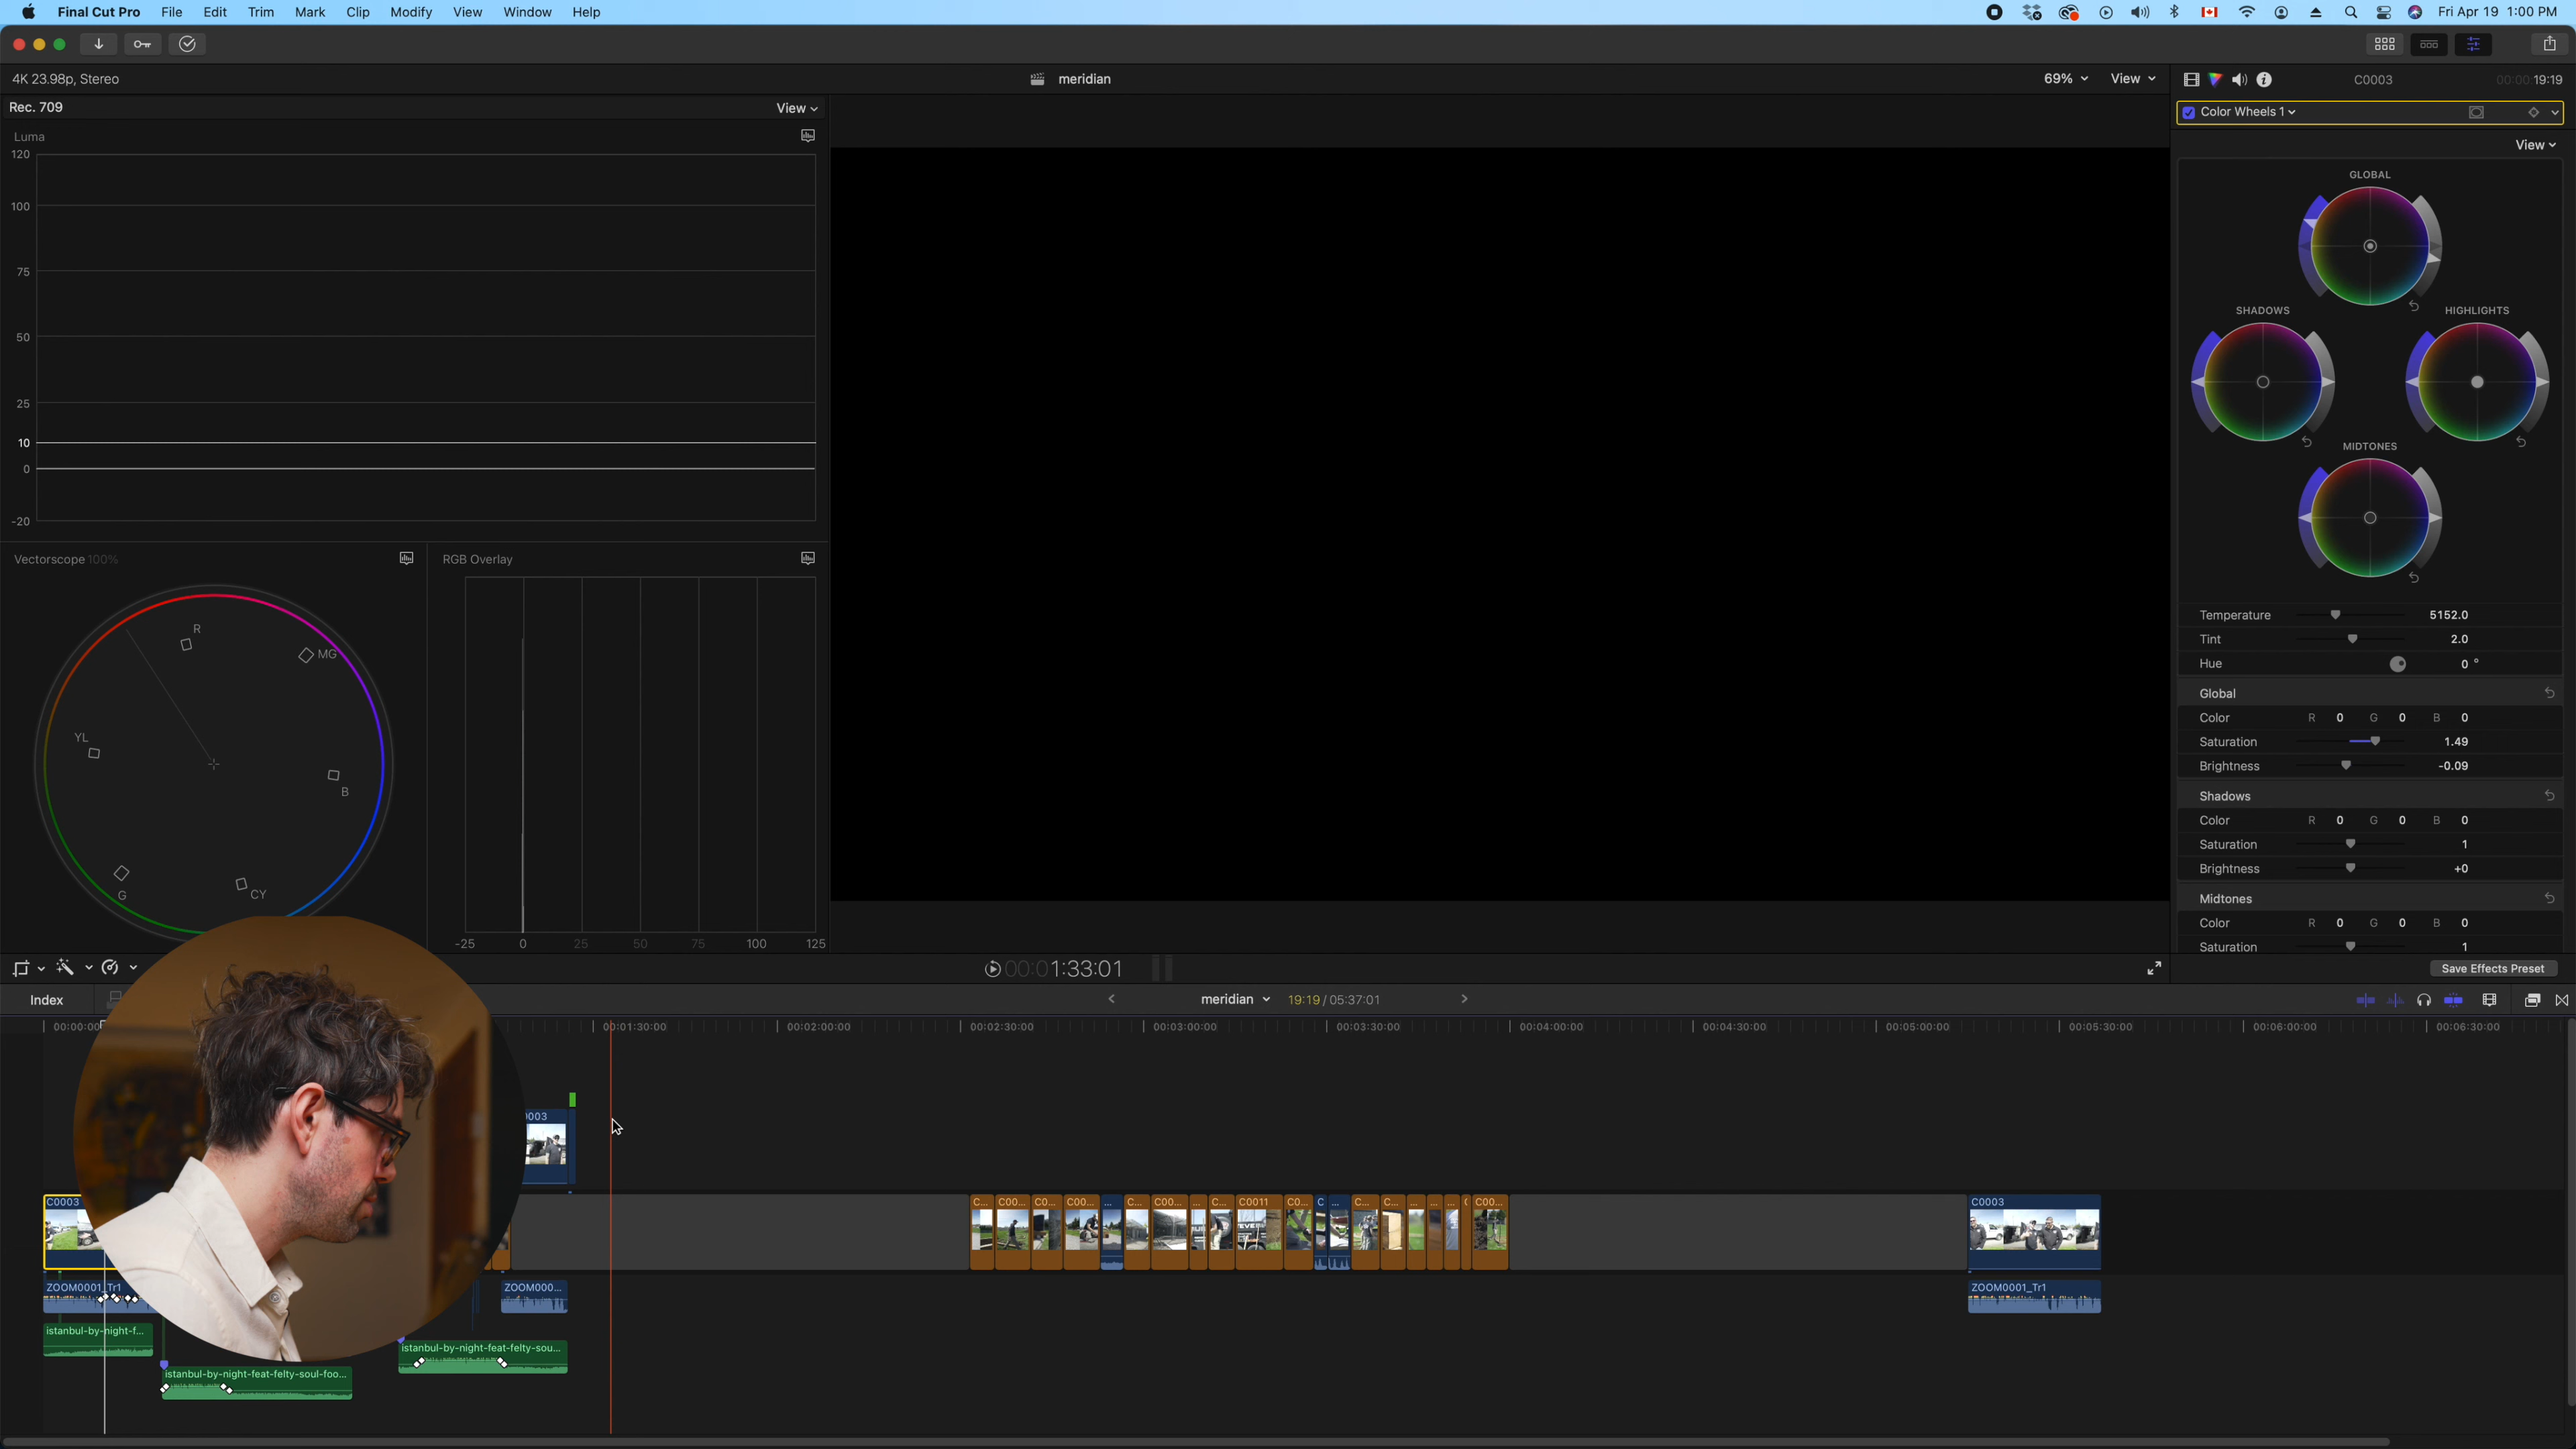 Final Cut Pro File Edit Trim Mark Clip Modify View Window Help
Fri Apr 19 1:00 PM
4K 23.98p, Stereo
meridian
69% View
C0003
00:00:19:19
Rec. 709
View
Color Wheels 1
View
Luma
120
100
75
50
25
10
0
-20
GLOBAL
SHADOWS
HIGHLIGHTS
MIDTONES
Vectorscope 100%
R
MG
YL
B
G
CY
RGB Overlay
-25 0 25 50 75 100 125
Temperature 5152.0
Tint 2.0
Hue 0 °
Global
Color R 0 G 0 B 0
Saturation 1.49
Brightness -0.09
Shadows
Color R 0 G 0 B 0
Saturation 1
Brightness +0
Midtones
Color R 0 G 0 B 0
Saturation 1
00:01:33:01
Save Effects Preset
Index
meridian 19:19 / 05:37:01
00:00:00 00:01:30:00 00:02:00:00 00:02:30:00 00:03:00:00 00:03:30:00 00:04:00:00 00:04:30:00 00:05:00:00 00:05:30:00 00:06:00:00 00:06:30:00
0003
C0003
C... C00... C0... C00... ... C... C00... ... C... C0011 C0... C ... C... C... ... ... ... C00...
C0003
ZOOM0001_Tr1
ZOOM000...
ZOOM0001_Tr1
istanbul-by-night-f...
istanbul-by-night-feat-felty-sou...
istanbul-by-night-feat-felty-soul-foo...